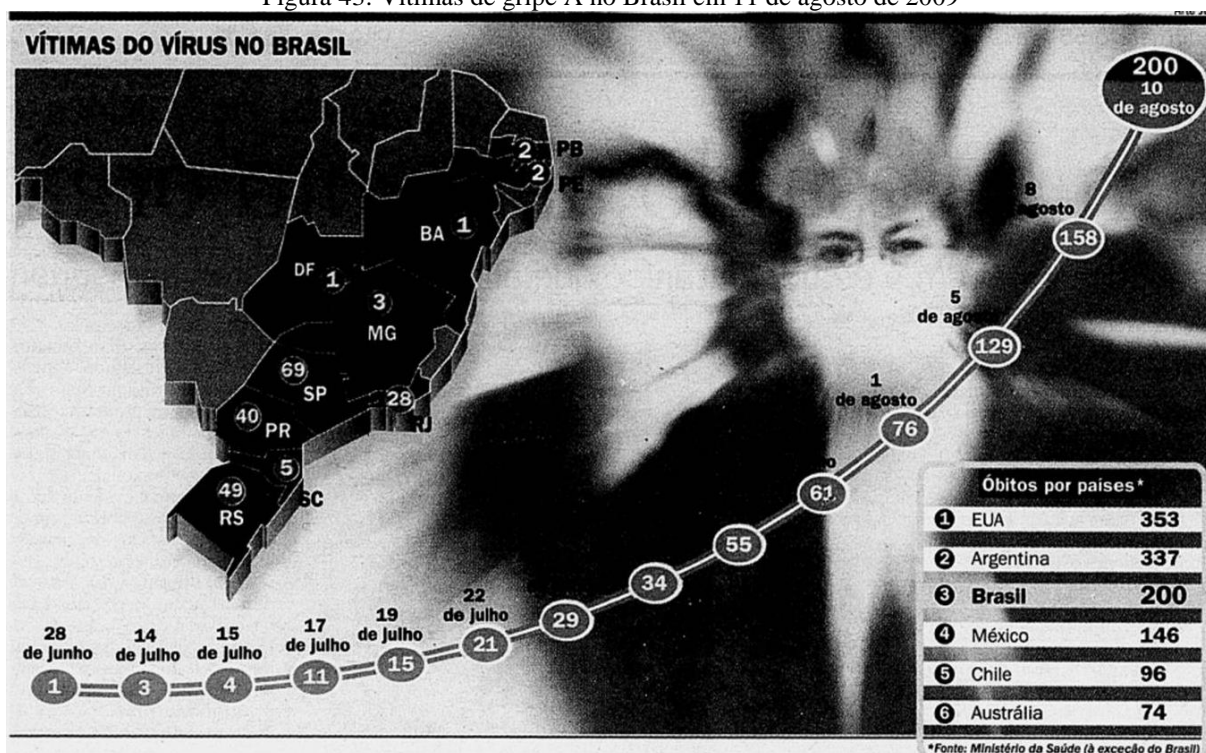 Figura 43: Vítimas de gripe A no Brasil em 11 de agosto de 2009
VÍTIMAS DO VÍRUS NO BRASIL
200
10
de agosto
2 PB
2 PE
BA 1
DF 1
3
MG
69
SP
28
RJ
40
PR
5
SC
49
RS
8
agosto
158
5
de agosto
129
1
de agosto
76
61
55
34
29
22
de julho
21
19
de julho
15
17
de julho
11
15
de julho
4
14
de julho
3
28
de junho
1
Óbitos por países*
1 EUA 353
2 Argentina 337
3 Brasil 200
4 México 146
5 Chile 96
6 Austrália 74
*Fonte: Ministério da Saúde (à exceção do Brasil)